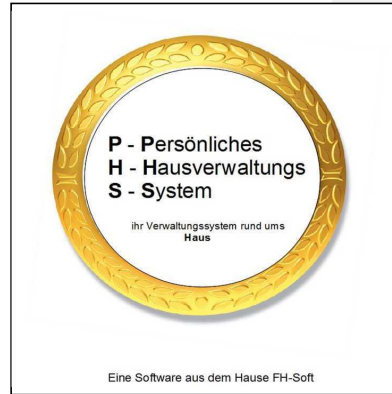 P - Persönliches
H - Hausverwaltungs
S - System
ihr Verwaltungssystem rund ums
Haus
Eine Software aus dem Hause FH-Soft